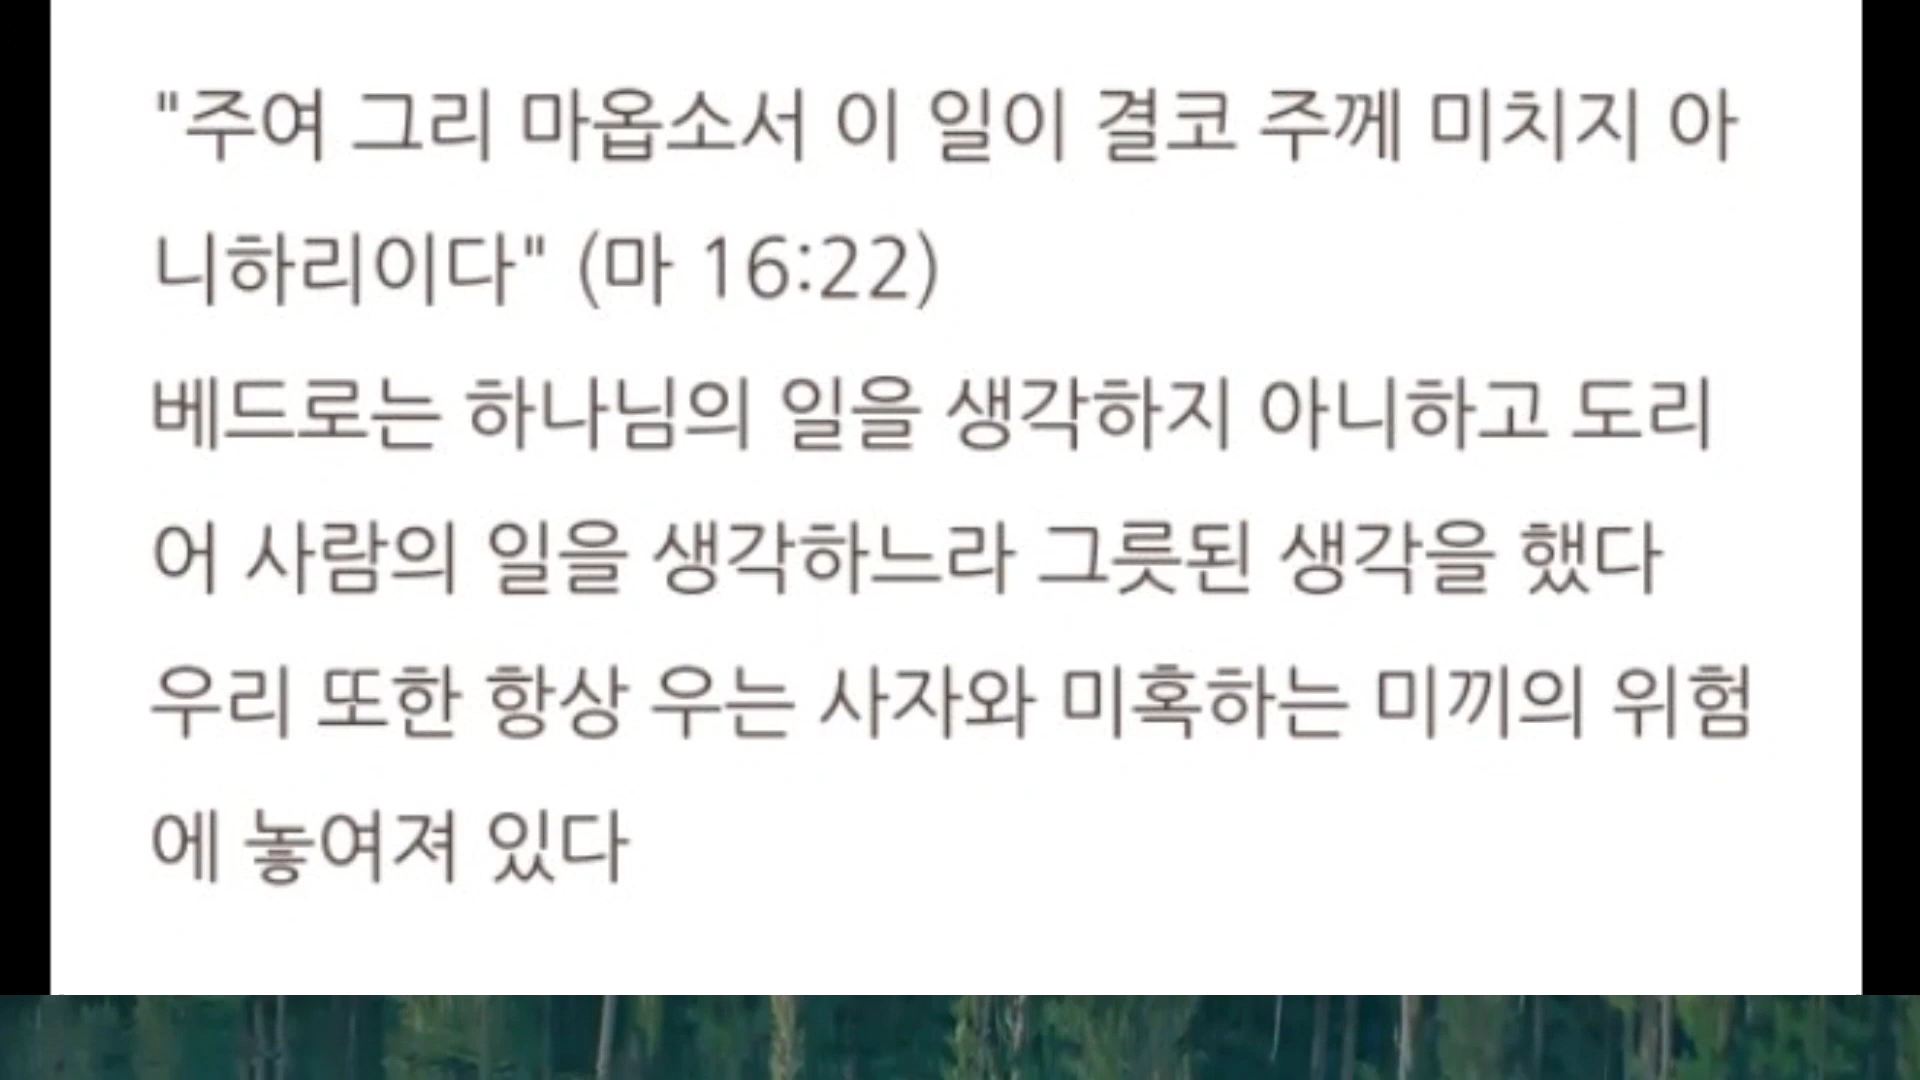 "주여 그리 마옵소서 이 일이 결코 주께 미치지 아
니하리이다" (마 16:22)
베드로는 하나님의 일을 생각하지 아니하고 도리
어 사람의 일을 생각하느라 그릇된 생각을 했다
우리 또한 항상 우는 사자와 미혹하는 미끼의 위험
에 놓여져 있다